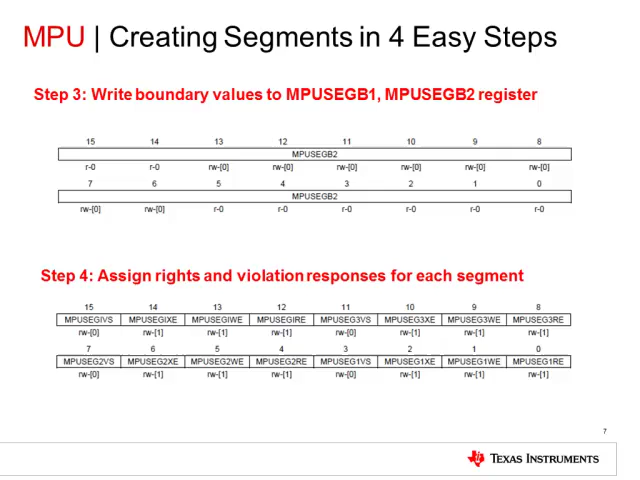 MPU | Creating Segments in 4 Easy Steps
Step 3: Write boundary values to MPUSEGB1, MPUSEGB2 register
15 14 13 12 11 10 9 8
MPUSEGB2
r-0 r-0 rw-[0] rw-[0] rw-[0] rw-[0] rw-[0] rw-[0]
7 6 5 4 3 2 1 0
MPUSEGB2
rw-[0] rw-[0] r-0 r-0 r-0 r-0 r-0 r-0
Step 4: Assign rights and violation responses for each segment
15 14 13 12 11 10 9 8
MPUSEGIVS MPUSEGIXE MPUSEGIWE MPUSEGIRE MPUSEG3VS MPUSEG3XE MPUSEG3WE MPUSEG3RE
rw-[0] rw-[1] rw-[1] rw-[1] rw-[0] rw-[1] rw-[1] rw-[1]
7 6 5 4 3 2 1 0
MPUSEG2VS MPUSEG2XE MPUSEG2WE MPUSEG2RE MPUSEG1VS MPUSEG1XE MPUSEG1WE MPUSEG1RE
rw-[0] rw-[1] rw-[1] rw-[1] rw-[0] rw-[1] rw-[1] rw-[1]
7
TEXAS INSTRUMENTS